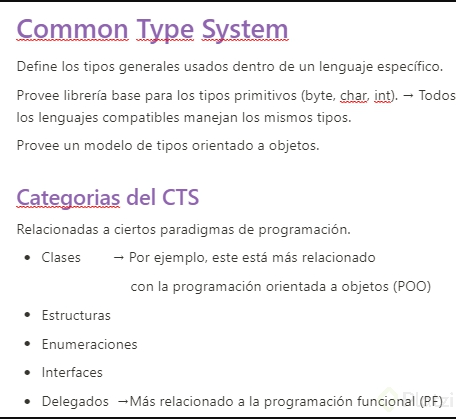 Common Type System
Define los tipos generales usados dentro de un lenguaje específico.
Provee librería base para los tipos primitivos (byte, char, int). → Todos
los lenguajes compatibles manejan los mismos tipos.
Provee un modelo de tipos orientado a objetos.
Categorias del CTS
Relacionadas a ciertos paradigmas de programación.
• Clases → Por ejemplo, este está más relacionado
con la programación orientada a objetos (POO)
• Estructuras
• Enumeraciones
• Interfaces
• Delegados →Más relacionado a la programación funcional (PF)